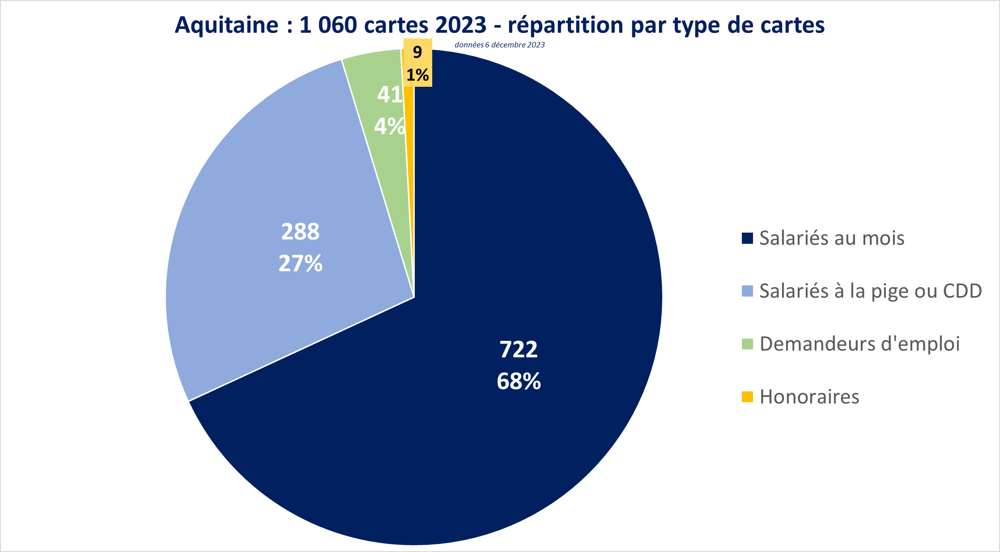 Aquitaine : 1 060 cartes 2023 - répartition par type de cartes
données 6 décembre 2023
9
1%
41
4%
288
27%
722
68%
Salariés au mois
Salariés à la pige ou CDD
Demandeurs d'emploi
Honoraires